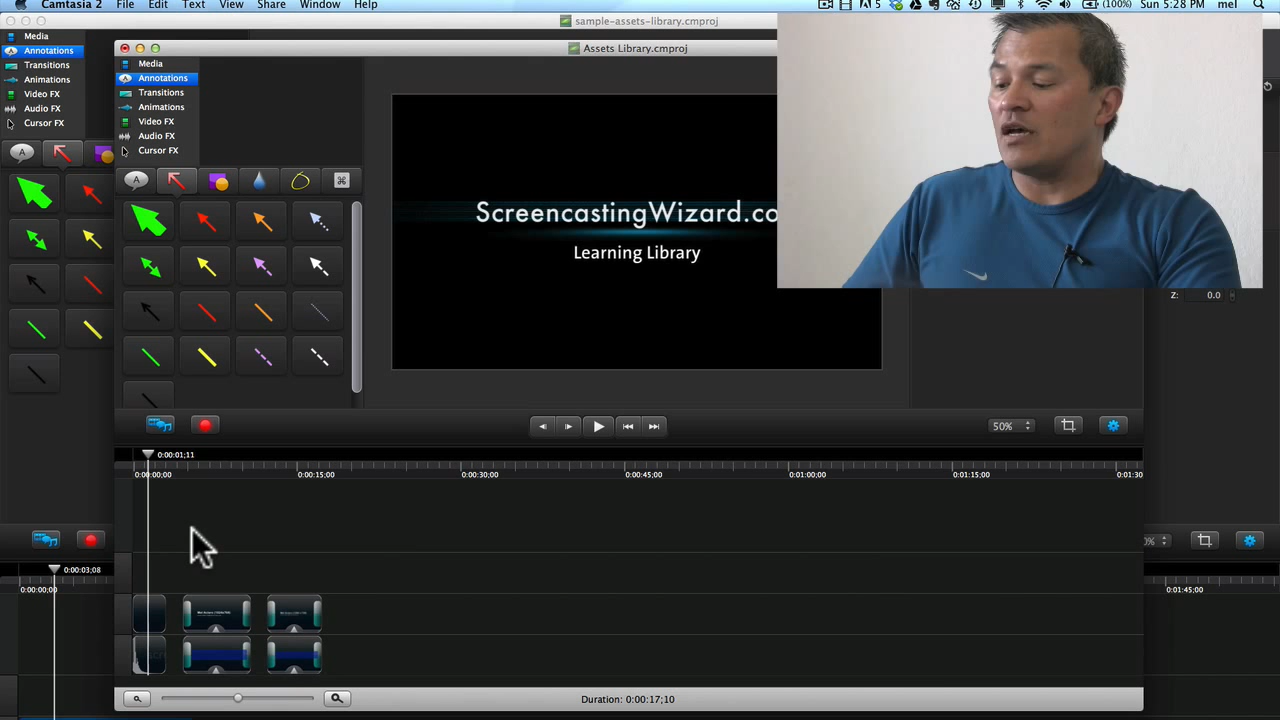 Camtasia 2 File Edit View Text Share Window Help
5 (100%) Sun 5:28 PM mel
sample-assets-library.cmproj
Media
Annotations
Transitions
Animations
Video FX
Audio FX
Cursor FX
Assets Library.cmproj
Media
Annotations
Transitions
Animations
Video FX
Audio FX
Cursor FX
ScreencastingWizard.co
Learning Library
Z: 0.0
50%
0:00:01;11
0:00:00;00 0:00:15;00 0:00:30;00 0:00:45;00 0:01:00;00 0:01:15;00 0:01:30
0%
0:00:03;08
0:00:00;00
0:01:45;00
Duration: 0:00:17;10